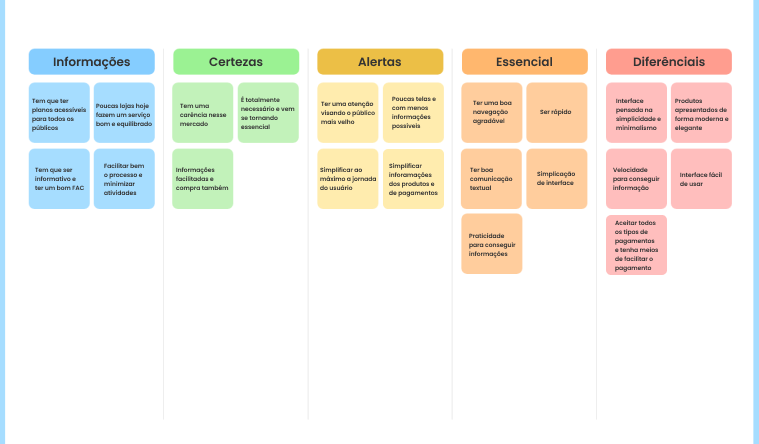 Informações
Tem que ter
planos acessíveis
para todos os
públicos
Poucas lojas hoje
fazem um serviço
bom e equilibrado
Tem que ser
informativo e
ter um bom FAC
Facilitar bem
o processo e
minimizar
atividades
Certezas
Tem uma
carência nesse
mercado
É totalmente
necessário e vem
se tornando
essencial
Informações
facilitadas e
compra também
Alertas
Ter uma atenção
visando o público
mais velho
Poucas telas e
com menos
informações
possíveis
Simplificar ao
máximo a jornada
do usuário
Simplificar
inforamações
dos produtos e
de pagamentos
Essencial
Ter uma boa
navegação
agradável
Ser rápido
Ter boa
comunicação
textual
Simplicação
de interface
Praticidade
para conseguir
informações
Diferênciais
Interface
pensada na
simplicidade e
minimalismo
Produtos
apresentados de
forma moderna e
elegante
Velocidade
para conseguir
informação
Interface fácil
de usar
Aceitar todos
os tipos de
pagamentos
e tenha meios
de facilitar o
pagamento